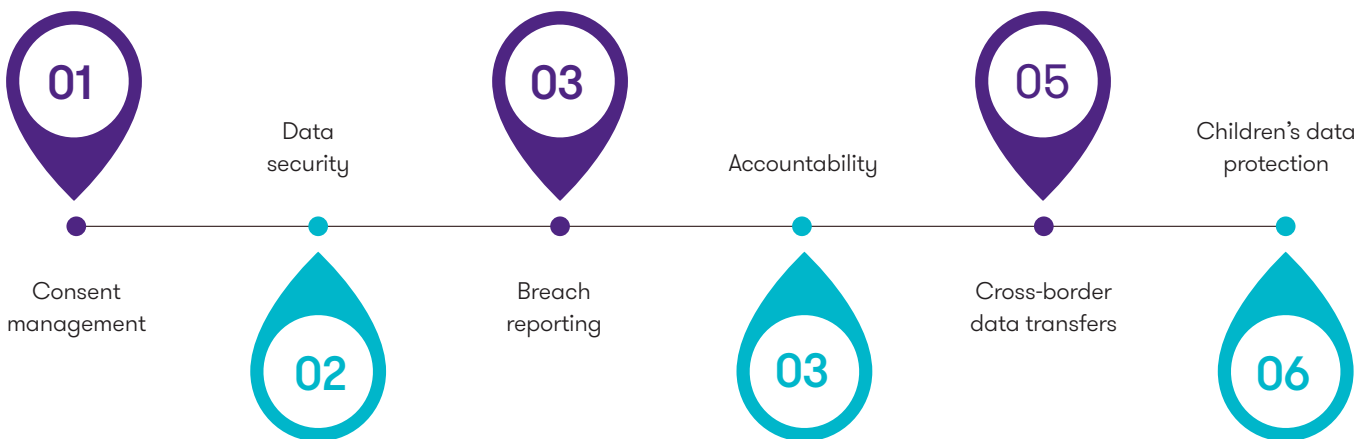 01
Consent
management
02
Data
security
03
Breach
reporting
03
Accountability
05
Cross-border
data transfers
06
Children's data
protection